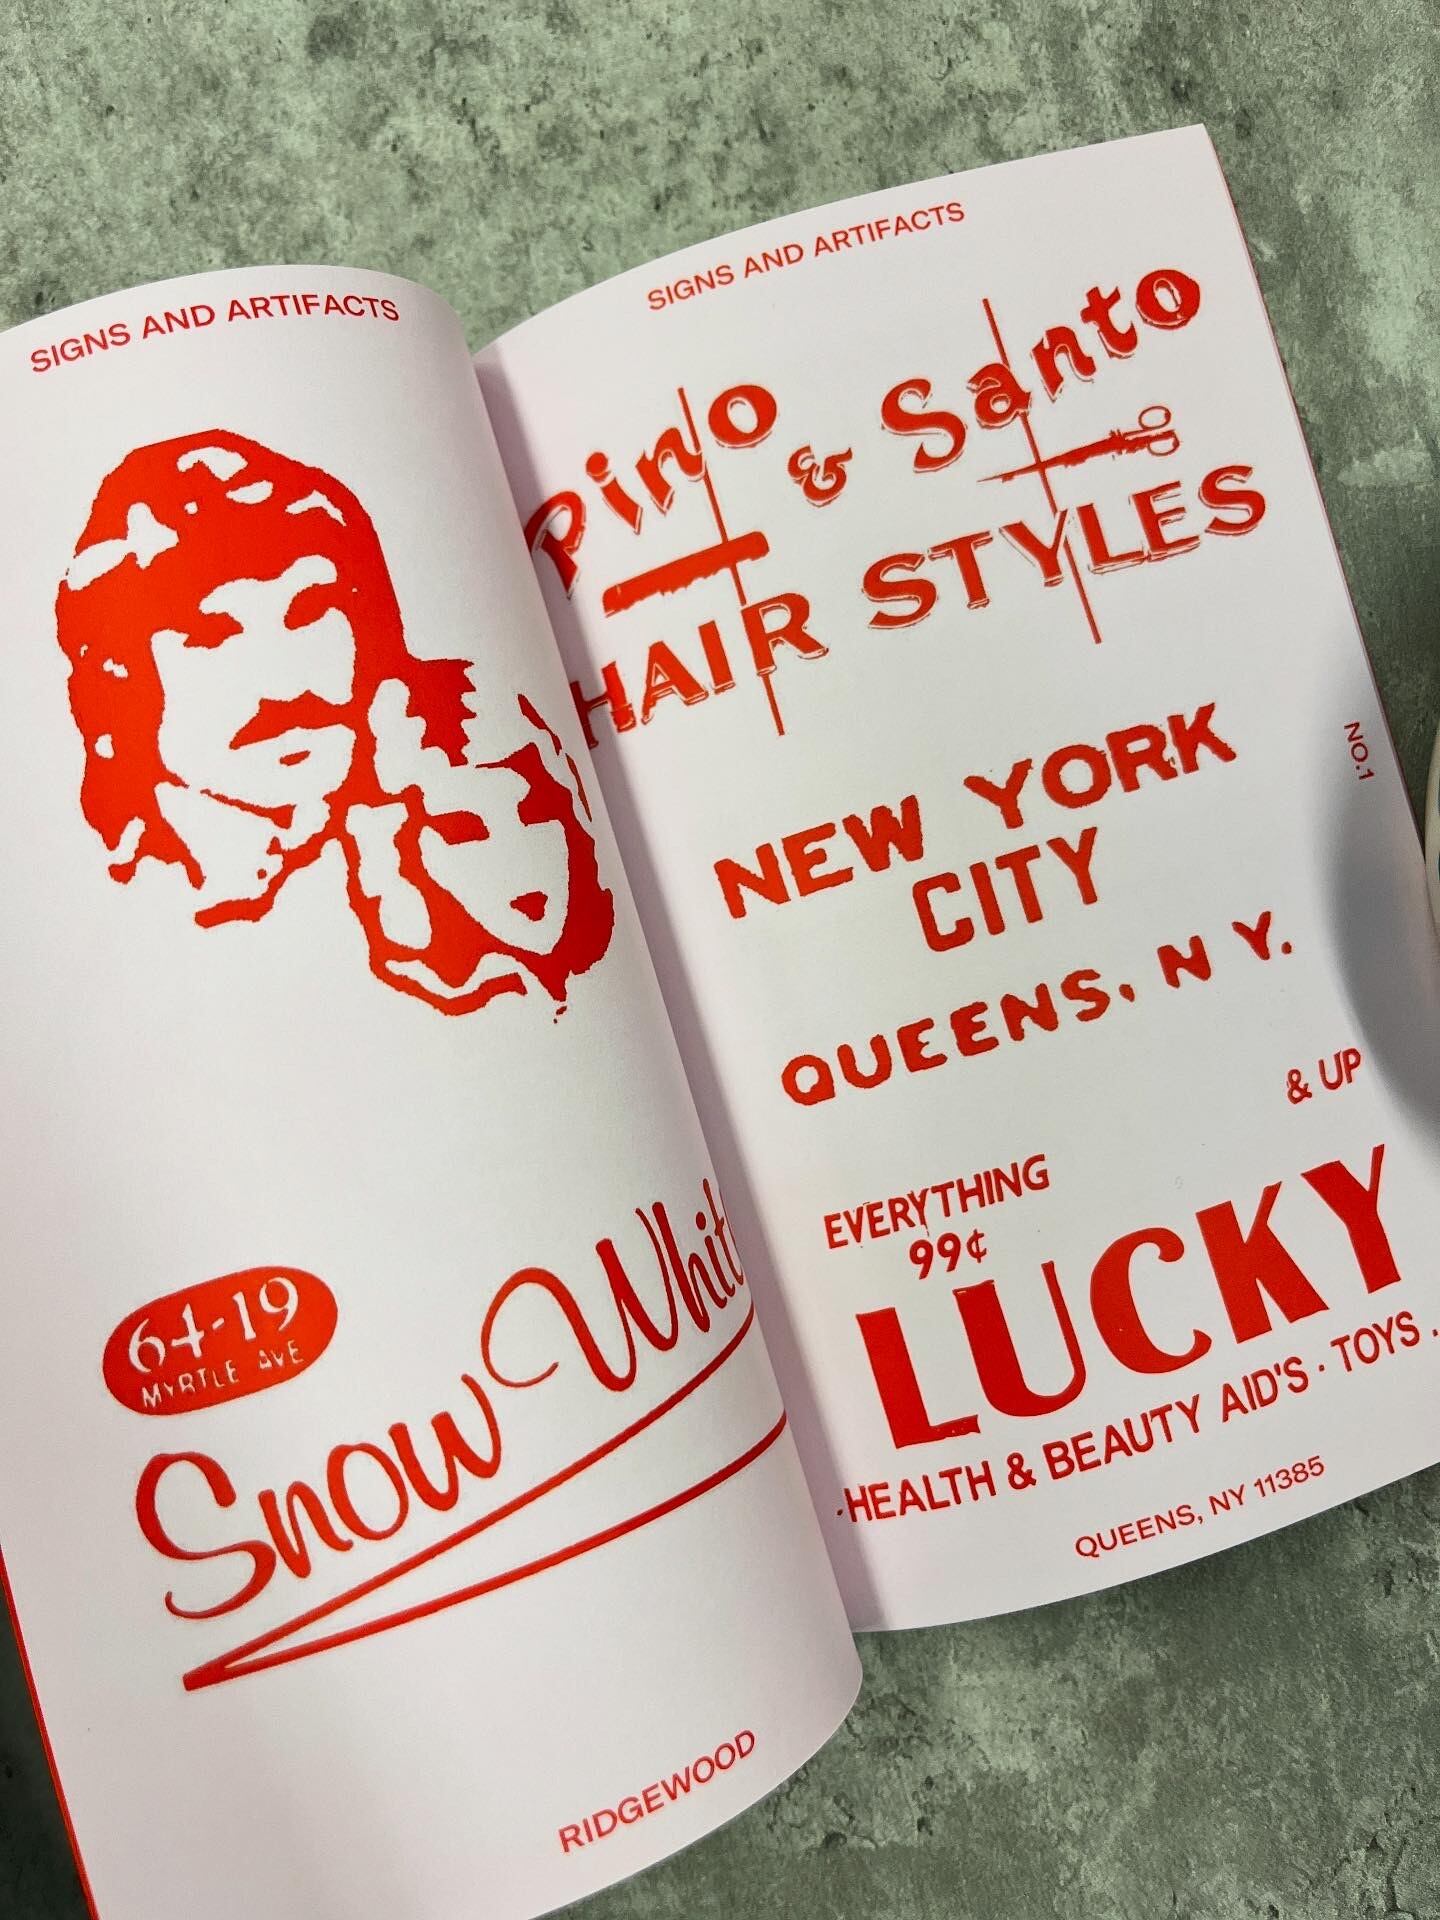 SIGNS AND ARTIFACTS
64-19
MYRTLE AVE
Snow White
RIDGEWOOD
SIGNS AND ARTIFACTS
Pino & Santo
HAIR STYLES
NEW YORK
CITY
QUEENS, N Y.
NO.1
& UP
EVERYTHING
99¢
LUCKY
·HEALTH & BEAUTY AID'S · TOYS ·
QUEENS, NY 11385